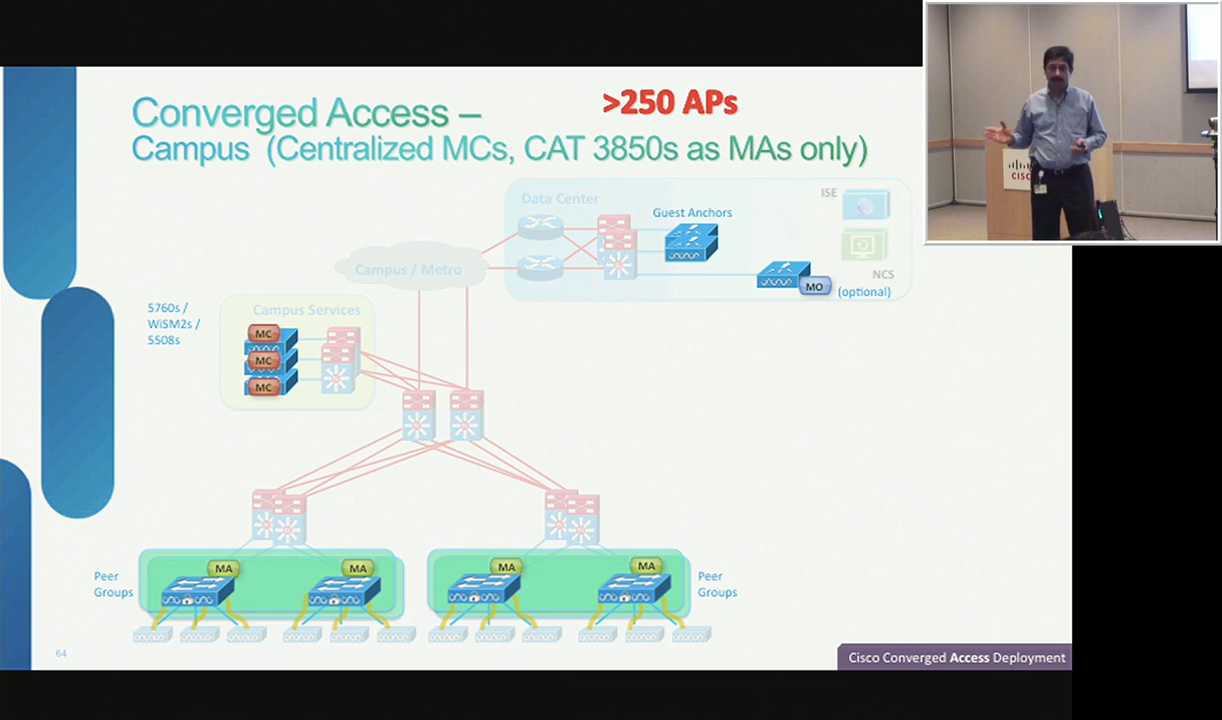 Converged Access –
>250 APs
Campus (Centralized MCs, CAT 3850s as MAs only)
Data Center
Guest Anchors
ISE
NCS
MO
(optional)
Campus / Metro
5760s /
WiSM2s /
5508s
Campus Services
MC
MC
MC
MA
MA
MA
MA
Peer
Groups
Peer
Groups
64
Cisco Converged Access Deployment
CISCO